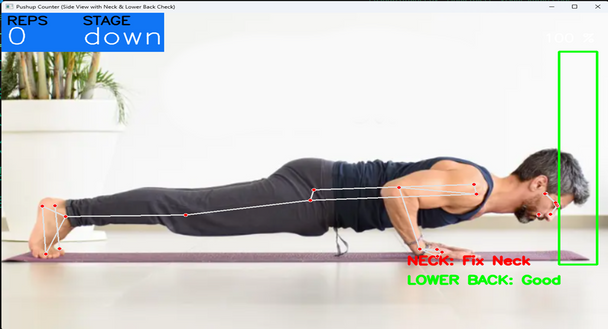 Pushup Counter (Side View with Neck & Lower Back Check)
REPS STAGE
0 down
NECK: Fix Neck
LOWER BACK: Good